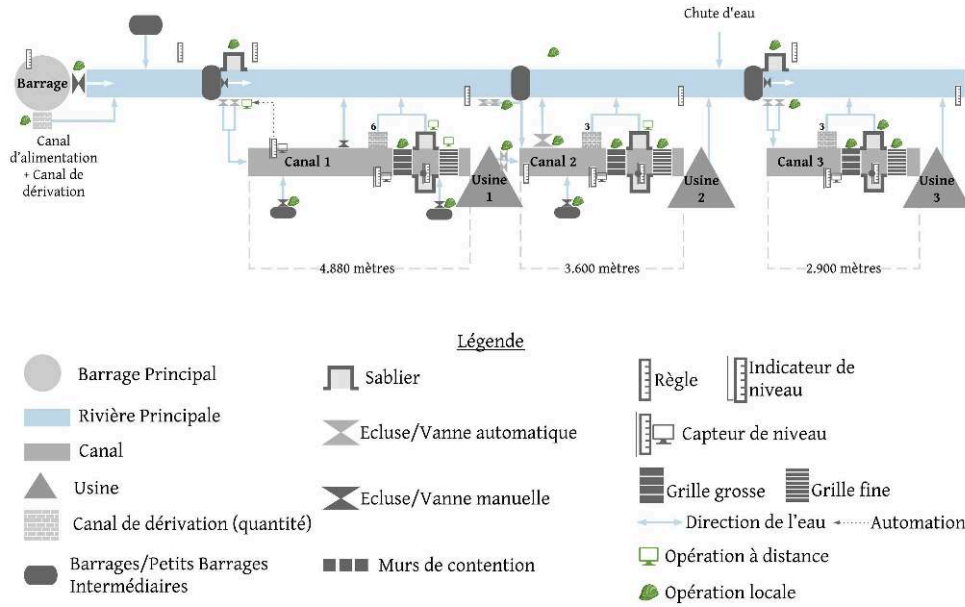 Chute d'eau
Barrage
Canal
d'alimentation
+ Canal de
dérivation
6
3
3
Canal 1
Canal 2
Canal 3
Usine
1
Usine
2
Usine
3
4.880 mètres
3.600 mètres
2.900 mètres
Légende
Barrage Principal
Rivière Principale
Canal
Usine
Canal de dérivation (quantité)
Barrages/Petits Barrages
Intermédiaires
Sablier
Ecluse/Vanne automatique
Ecluse/Vanne manuelle
Murs de contention
Règle
Indicateur de
niveau
Capteur de niveau
Grille grosse
Grille fine
Direction de l'eau
Automation
Opération à distance
Opération locale